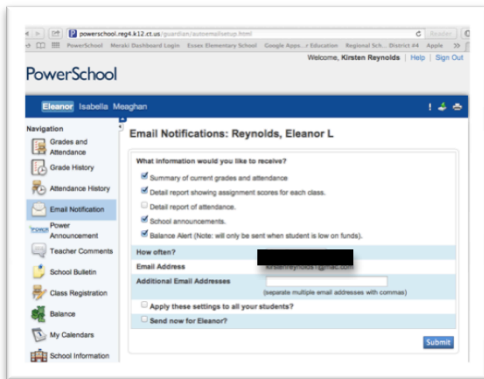 powerschool.reg4.k12.ct.us/guardian/autoemailsetup.html
Reader
PowerSchool Meraki Dashboard Login Essex Elementary School Google Apps...r Education Regional Sch... District #4 Apple
Welcome, Kirsten Reynolds | Help | Sign Out
PowerSchool
Eleanor Isabella Meaghan
Navigation
Grades and
Attendance
Grade History
Attendance History
Email Notification
Power
Announcement
Teacher Comments
School Bulletin
Class Registration
Balance
My Calendars
School Information
Email Notifications: Reynolds, Eleanor L
What information would you like to receive?
Summary of current grades and attendance
Detail report showing assignment scores for each class.
Detail report of attendance.
School announcements.
Balance Alert (Note: will only be sent when student is low on funds).
How often?
Email Address
Additional Email Addresses
(separate multiple email addresses with commas)
Apply these settings to all your students?
Send now for Eleanor?
Submit